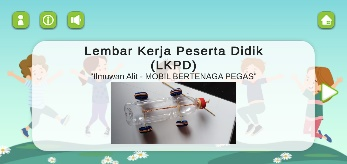 Lembar Kerja Peserta Didik
(LKPD)
"Ilmuwan Alit - MOBIL BERTENAGA PEGAS"